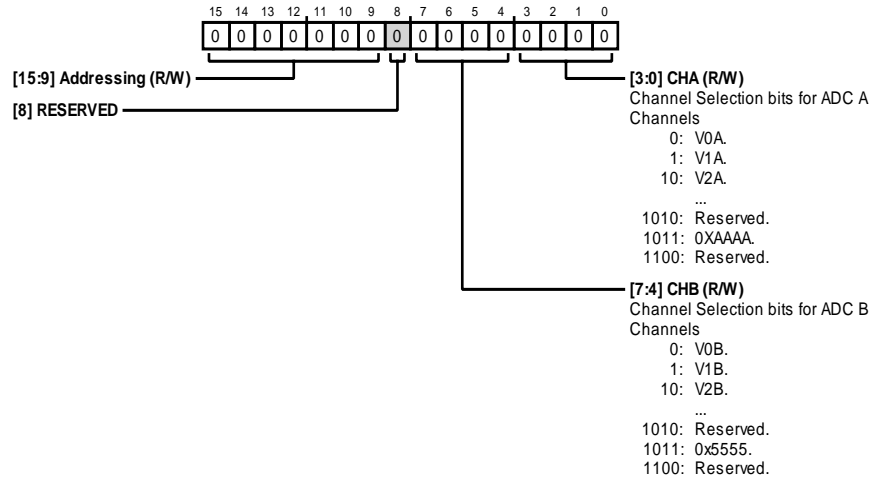 15 14 13 12 11 10 9 8 7 6 5 4 3 2 1 0
0 0 0 0 0 0 0 0 0 0 0 0 0 0 0 0
[15:9] Addressing (R/W)
[8] RESERVED
[3:0] CHA (R/W)
Channel Selection bits for ADC A
Channels
0: V0A.
1: V1A.
10: V2A.
...
1010: Reserved.
1011: 0XAAAA.
1100: Reserved.
[7:4] CHB (R/W)
Channel Selection bits for ADC B
Channels
0: V0B.
1: V1B.
10: V2B.
...
1010: Reserved.
1011: 0x5555.
1100: Reserved.